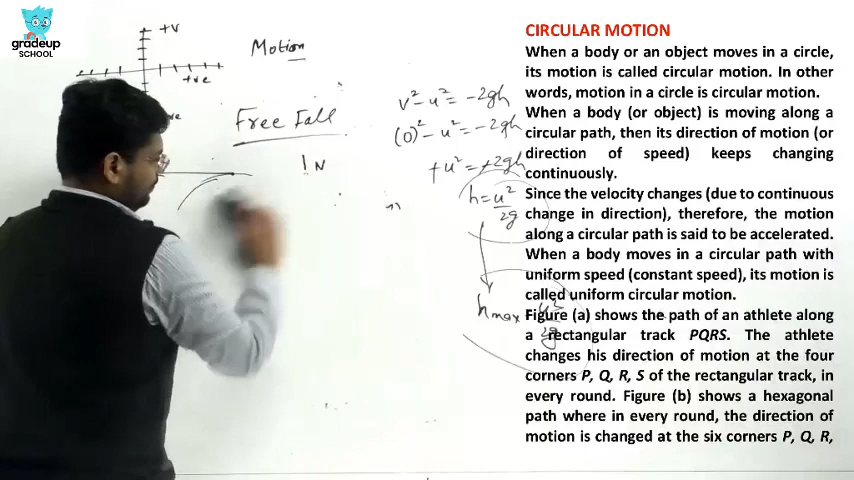 gradeup
SCHOOL
+V
+ve
ve
Motion
Free Fall
1 N
v² - u² = -2gh
(0)² - u² = -2gh
+u² = +2gh
h = u²/2g
hmax = u²/2g
CIRCULAR MOTION
When a body or an object moves in a circle,
its motion is called circular motion. In other
words, motion in a circle is circular motion.
When a body (or object) is moving along a
circular path, then its direction of motion (or
direction of speed) keeps changing
continuously.
Since the velocity changes (due to continuous
change in direction), therefore, the motion
along a circular path is said to be accelerated.
When a body moves in a circular path with
uniform speed (constant speed), its motion is
called uniform circular motion.
Figure (a) shows the path of an athlete along
a rectangular track PQRS. The athlete
changes his direction of motion at the four
corners P, Q, R, S of the rectangular track, in
every round. Figure (b) shows a hexagonal
path where in every round, the direction of
motion is changed at the six corners P, Q, R,